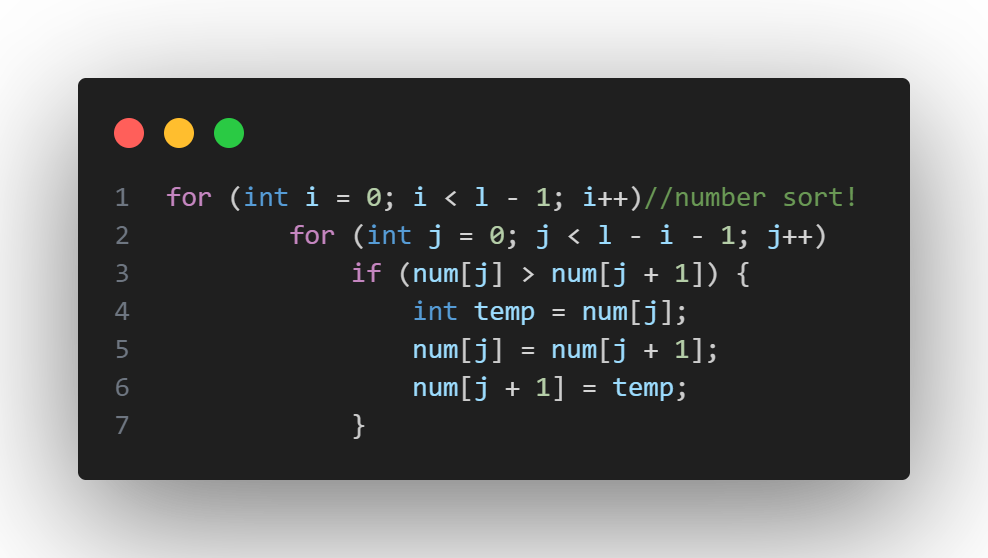 1 for (int i = 0; i < l - 1; i++)//number sort!
2         for (int j = 0; j < l - i - 1; j++)
3             if (num[j] > num[j + 1]) {
4                 int temp = num[j];
5                 num[j] = num[j + 1];
6                 num[j + 1] = temp;
7             }